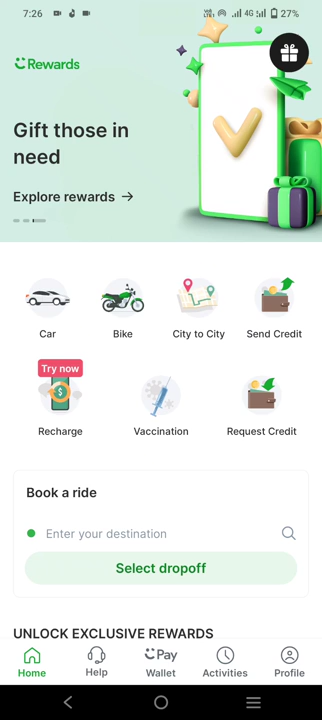 7:26
4G
27%
Rewards
Gift those in
need
Explore rewards →
Car
Bike
City to City
Send Credit
Try now
Recharge
Vaccination
Request Credit
Book a ride
Enter your destination
Select dropoff
UNLOCK EXCLUSIVE REWARDS
Home
Help
Pay
Wallet
Activities
Profile